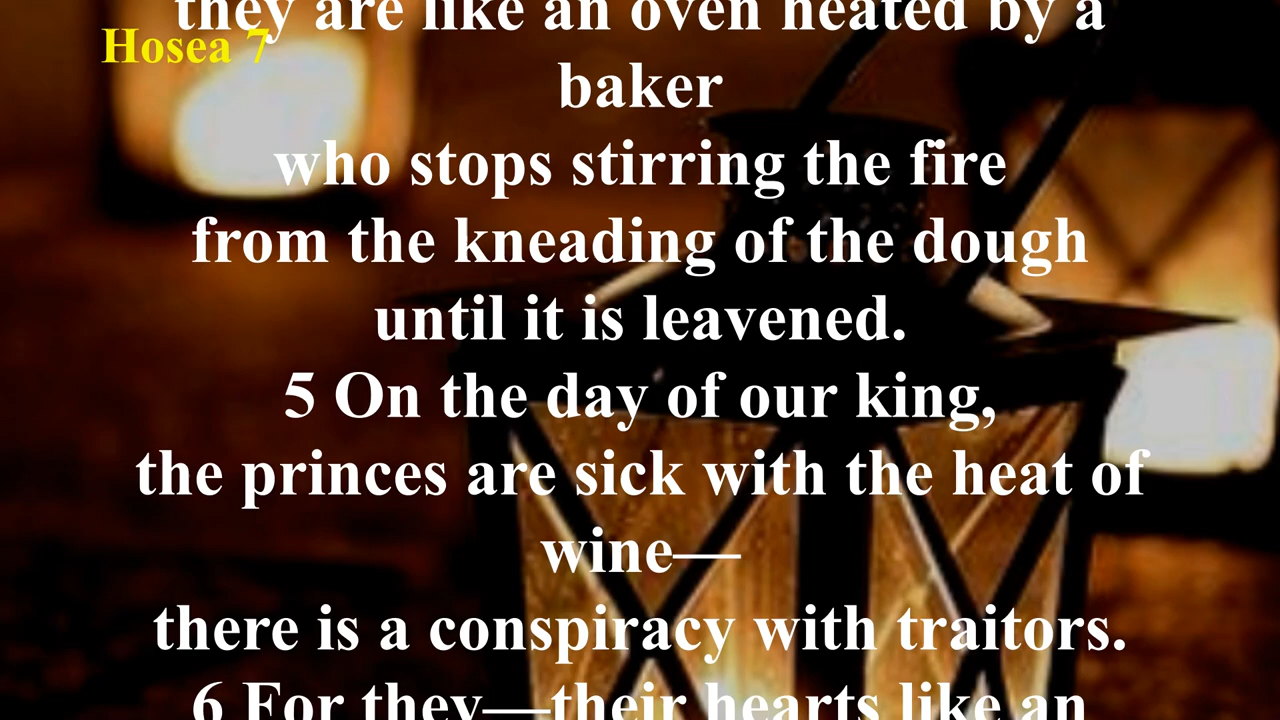 they are like an oven heated by a
Hosea 7
baker
who stops stirring the fire
from the kneading of the dough
until it is leavened.
5 On the day of our king,
the princes are sick with the heat of
wine—
there is a conspiracy with traitors.
6 For they—their hearts like an